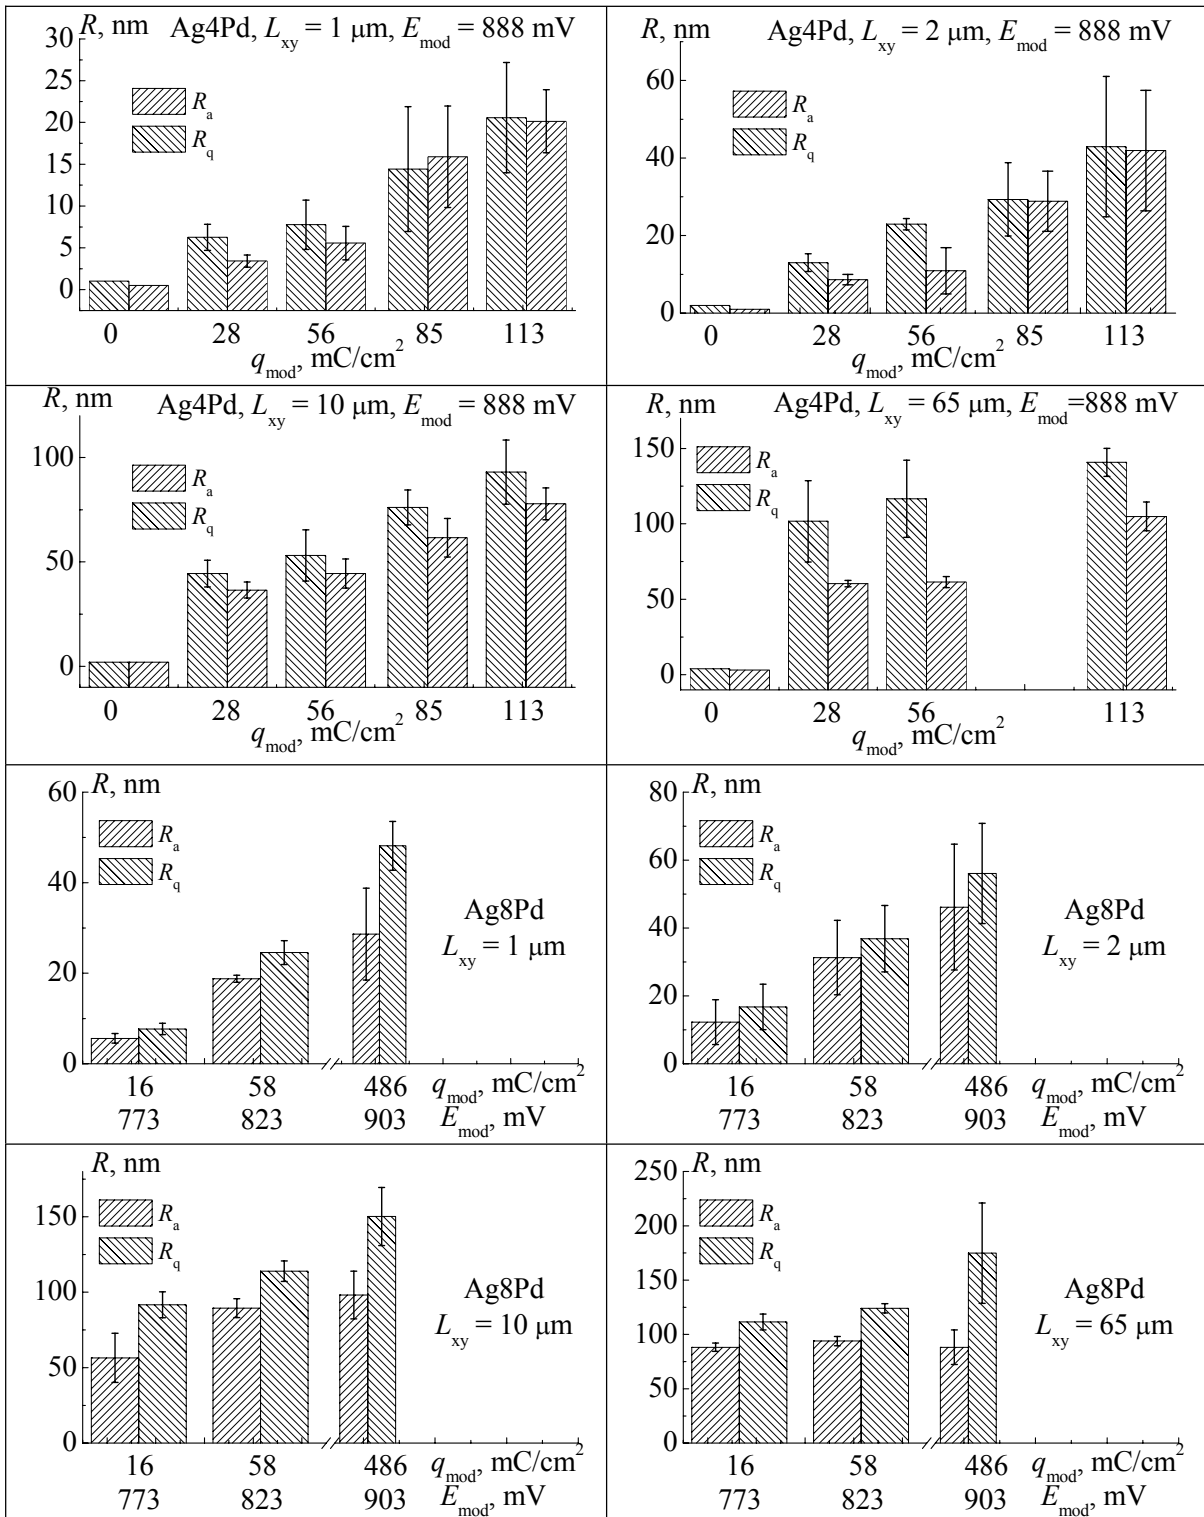 R, nm
Ag4Pd, Lxy = 1 μm, Emod = 888 mV
30
25
20
15
10
5
0
Ra
Rq
0 28 56 85 113
qmod, mC/cm2
R, nm
Ag4Pd, Lxy = 2 μm, Emod = 888 mV
60
40
20
0
Ra
Rq
0 28 56 85 113
qmod, mC/cm2
R, nm
Ag4Pd, Lxy = 10 μm, Emod = 888 mV
100
50
0
Ra
Rq
0 28 56 85 113
qmod, mC/cm2
R, nm
Ag4Pd, Lxy = 65 μm, Emod=888 mV
150
100
50
0
Ra
Rq
0 28 56 113
qmod, mC/cm2
R, nm
60
40
20
0
Ra
Rq
Ag8Pd
Lxy = 1 μm
16 58 486 qmod, mC/cm2
773 823 903 Emod, mV
R, nm
80
60
40
20
0
Ra
Rq
Ag8Pd
Lxy = 2 μm
16 58 486 qmod, mC/cm2
773 823 903 Emod, mV
R, nm
150
100
50
0
Ra
Rq
Ag8Pd
Lxy = 10 μm
16 58 486 qmod, mC/cm2
773 823 903 Emod, mV
R, nm
250
200
150
100
50
0
Ra
Rq
Ag8Pd
Lxy = 65 μm
16 58 486 qmod, mC/cm2
773 823 903 Emod, mV